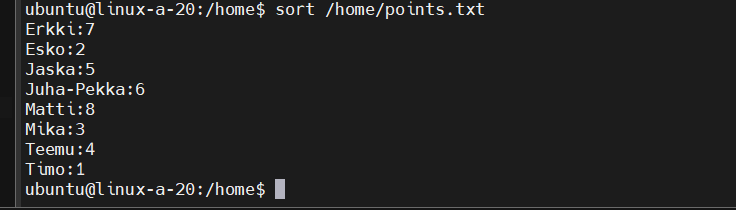 ubuntu@linux-a-20:/home$ sort /home/points.txt
Erkki:7
Esko:2
Jaska:5
Juha-Pekka:6
Matti:8
Mika:3
Teemu:4
Timo:1
ubuntu@linux-a-20:/home$